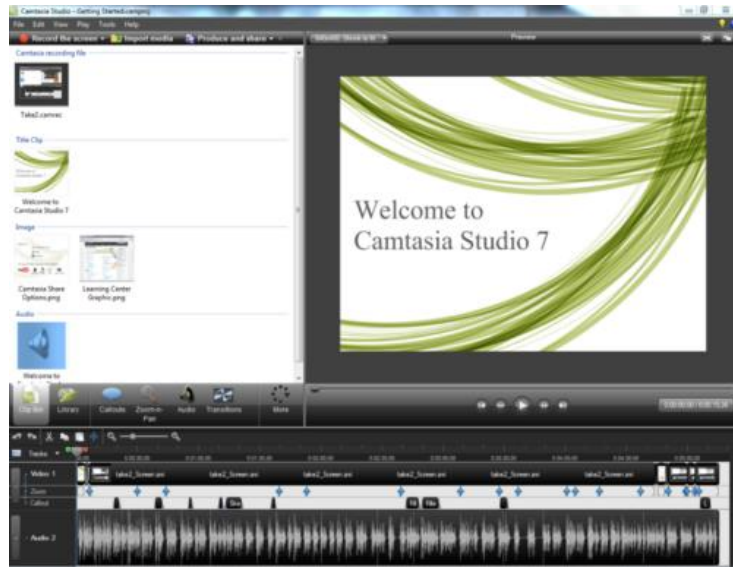 Camtasia Studio - Getting Started.camproj
File Edit View Play Tools Help
Record the screen Import media Produce and share
Preview
Camtasia recording file
Take2.camrec
Title Clip
Welcome to
Camtasia Studio 7
Image
Camtasia Share
Options.png
Learning Center
Graphic.png
Audio
Welcome to
Welcome to
Camtasia Studio 7
Clip Bin Library Callouts Zoom-n-Pan Audio Transitions More
Tracks
Video 1 take2_Screen.avi take2_Screen.avi take2_Screen.avi take2_Screen.avi take2_Screen.avi take2_Screen.avi
Zoom
Callout
Audio 2